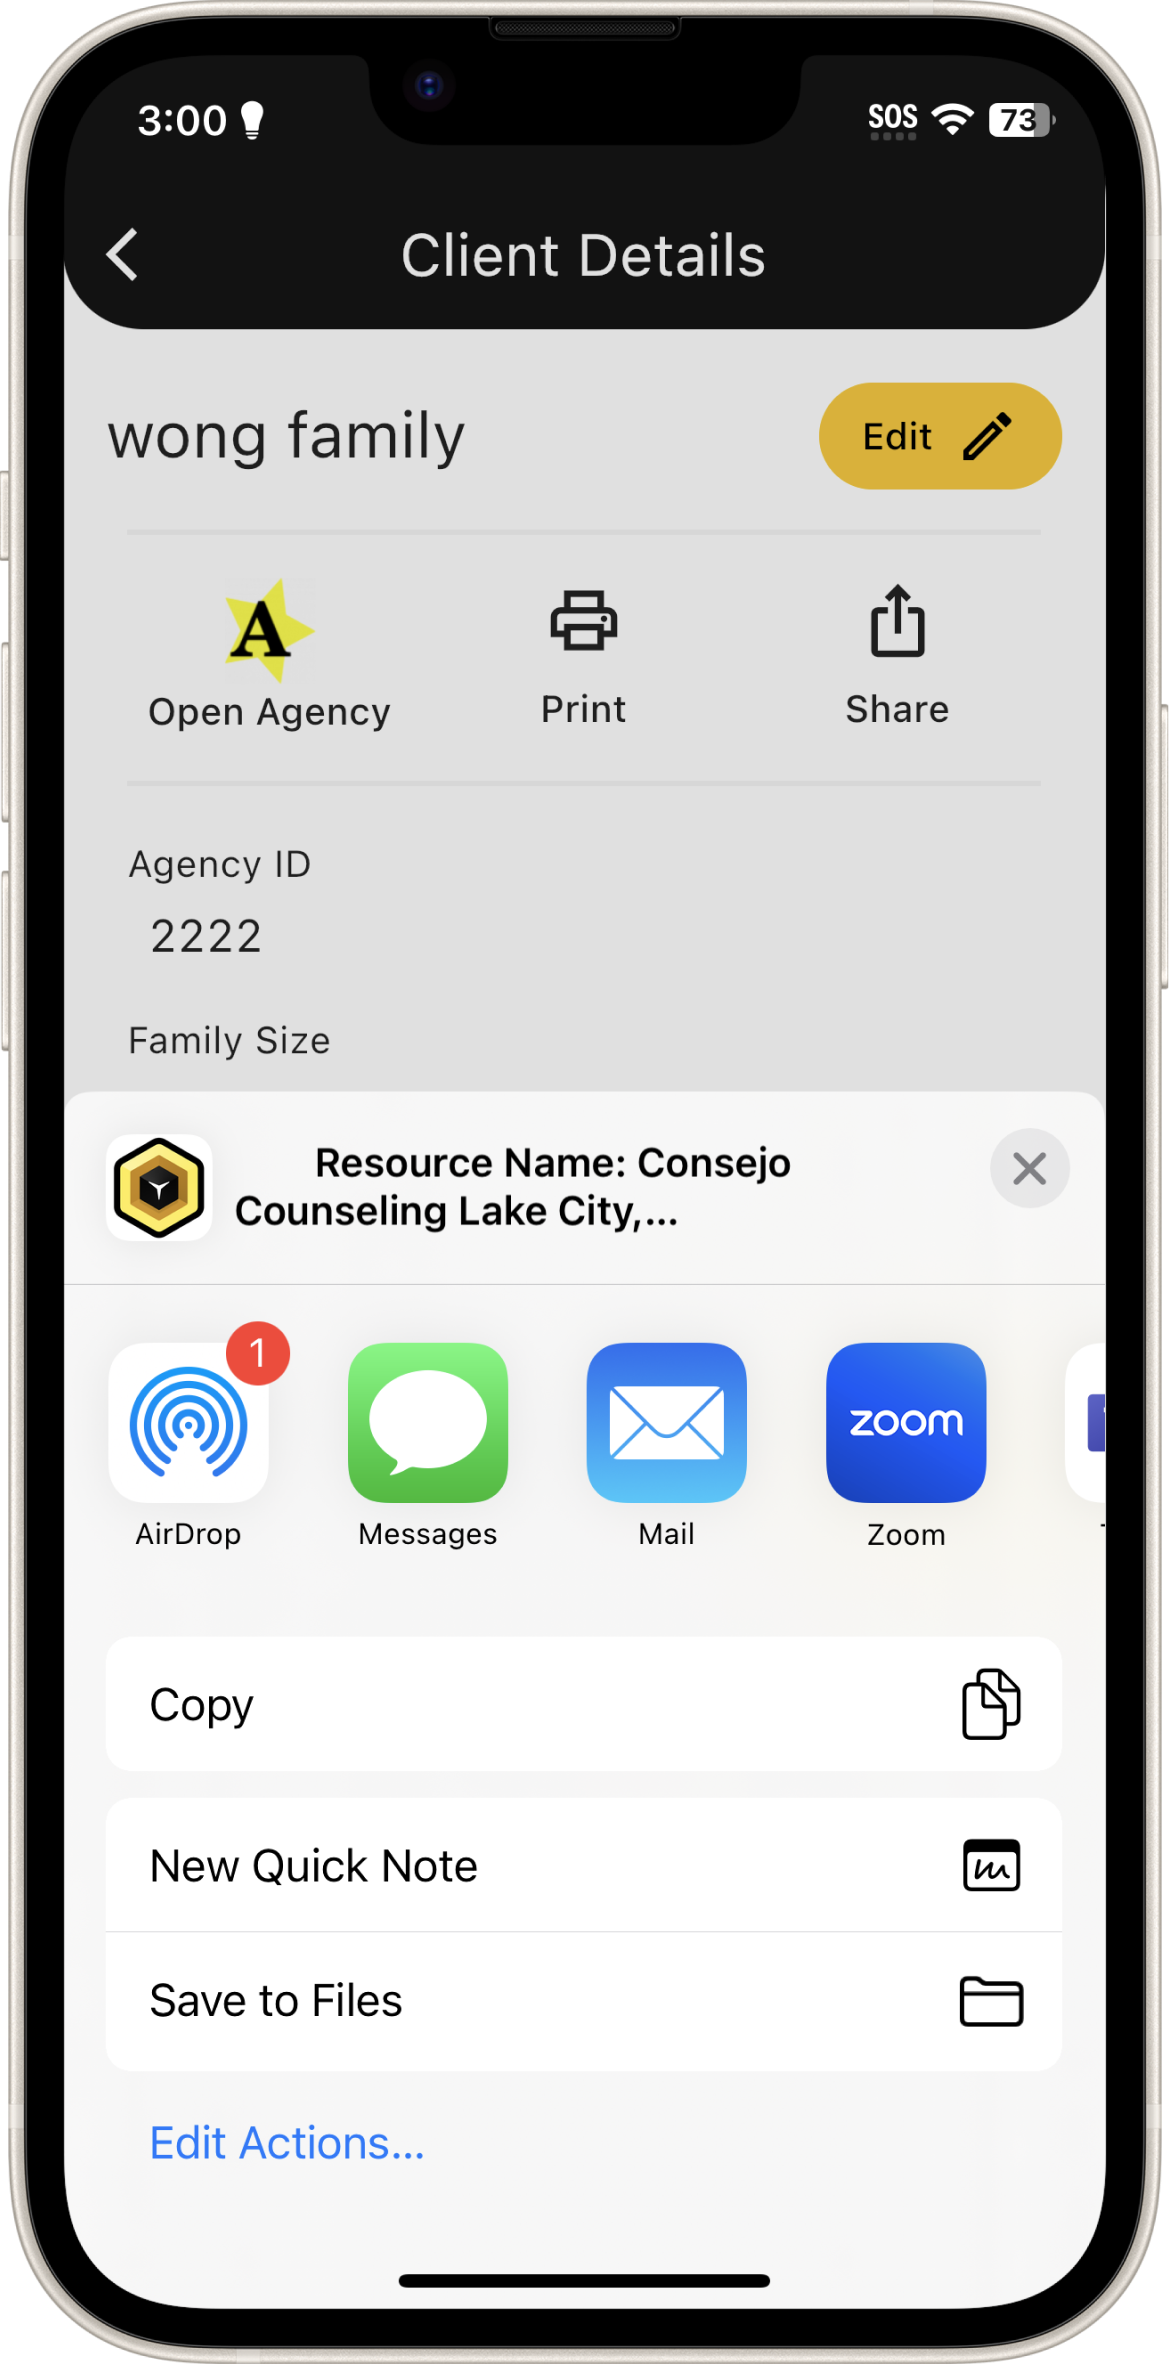 3:00
SOS
73
Client Details
wong family
Edit
A
Open Agency
Print
Share
Agency ID
2222
Family Size
Resource Name: Consejo
Counseling Lake City,...
1
AirDrop
Messages
zoom
Mail
Zoom
Copy
New Quick Note
Save to Files
Edit Actions...